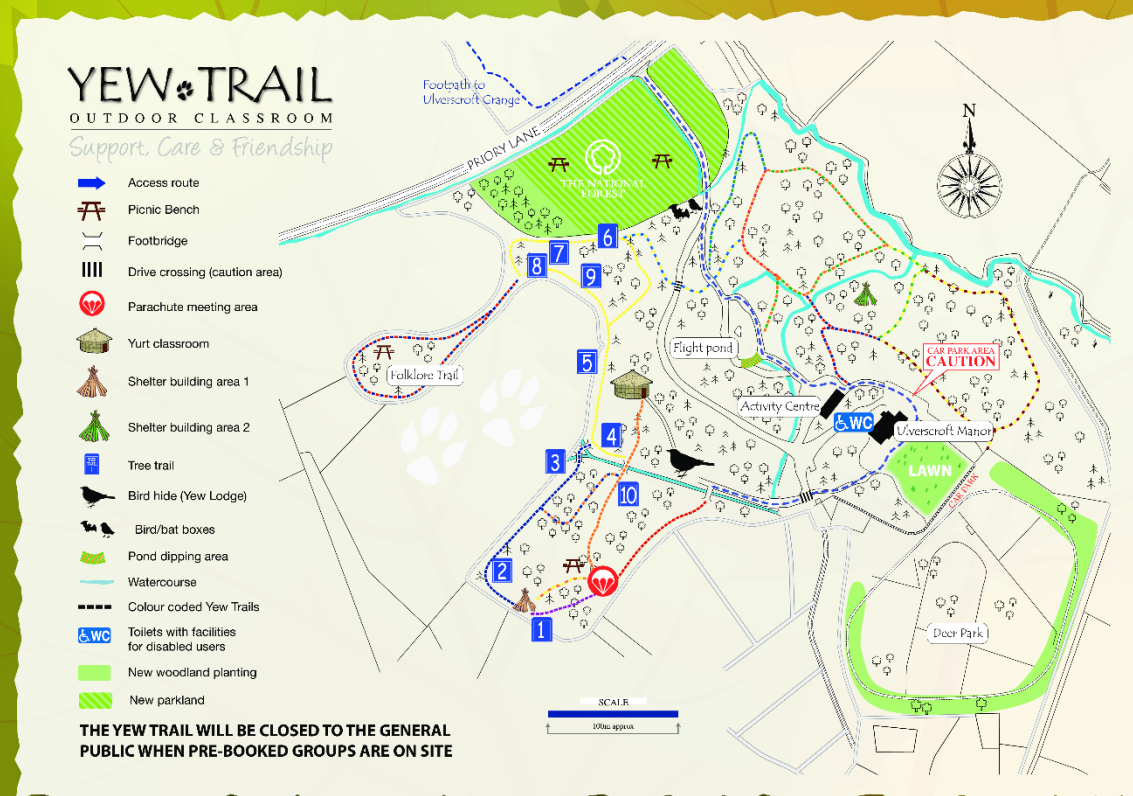 YEW TRAIL
OUTDOOR CLASSROOM
Support, Care & Friendship
Access route
Picnic Bench
Footbridge
Drive crossing (caution area)
Parachute meeting area
Yurt classroom
Shelter building area 1
Shelter building area 2
Tree trail
Bird hide (Yew Lodge)
Bird/bat boxes
Pond dipping area
Watercourse
Colour coded Yew Trails
WC
Toilets with facilities
for disabled users
New woodland planting
New parkland
THE YEW TRAIL WILL BE CLOSED TO THE GENERAL
PUBLIC WHEN PRE-BOOKED GROUPS ARE ON SITE
Footpath to
Ulverscroft Grange
PRIORY LANE
THE NATIONAL
FOREST
N
6
7
8
9
5
Flight pond
Folklore Trail
CAR PARK AREA
CAUTION
Activity Centre
WC
Ulverscroft Manor
4
3
LAWN
CAR PARK
10
2
1
Deer Park
SCALE
100m approx